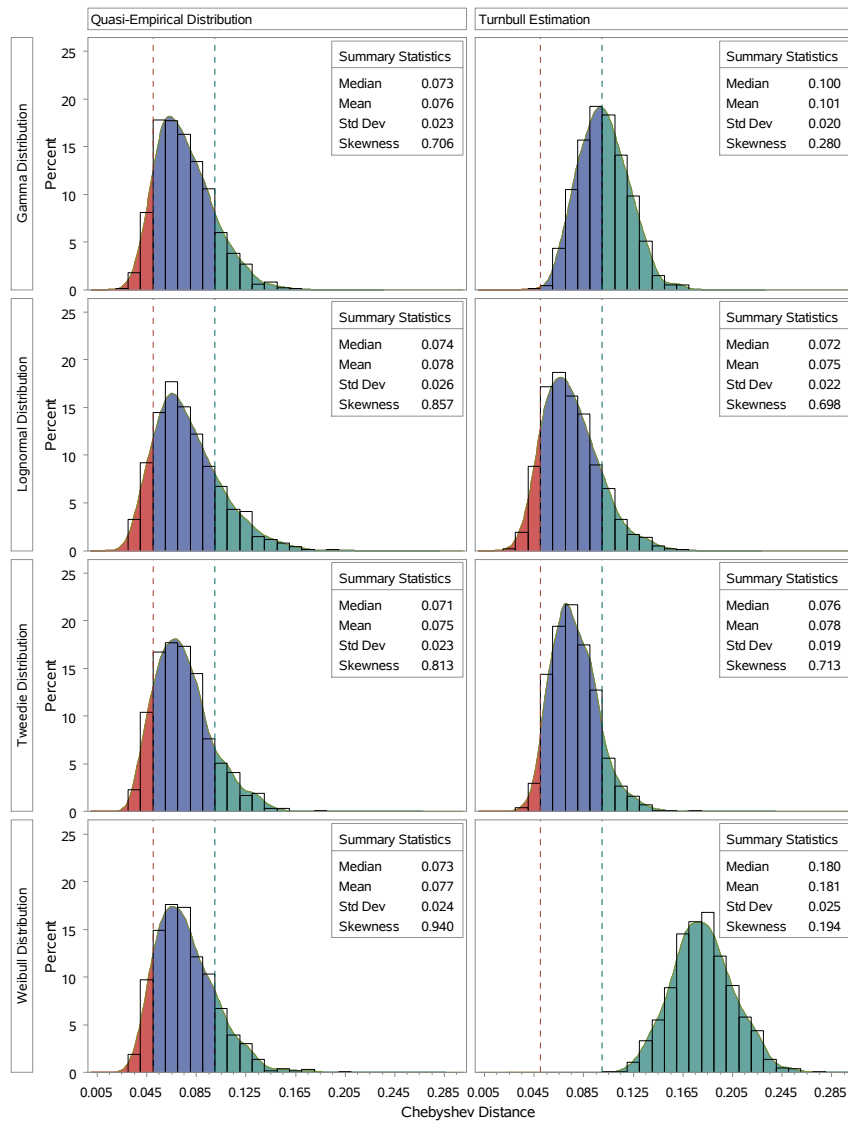 Quasi-Empirical Distribution Turnbull Estimation
Gamma Distribution
Percent
25
20
15
10
5
0
Summary Statistics
Median 0.073
Mean 0.076
Std Dev 0.023
Skewness 0.706
Summary Statistics
Median 0.100
Mean 0.101
Std Dev 0.020
Skewness 0.280
Lognormal Distribution
Percent
25
20
15
10
5
0
Summary Statistics
Median 0.074
Mean 0.078
Std Dev 0.026
Skewness 0.857
Summary Statistics
Median 0.072
Mean 0.075
Std Dev 0.022
Skewness 0.698
Tweedie Distribution
Percent
25
20
15
10
5
0
Summary Statistics
Median 0.071
Mean 0.075
Std Dev 0.023
Skewness 0.813
Summary Statistics
Median 0.076
Mean 0.078
Std Dev 0.019
Skewness 0.713
Weibull Distribution
Percent
25
20
15
10
5
0
Summary Statistics
Median 0.073
Mean 0.077
Std Dev 0.024
Skewness 0.940
Summary Statistics
Median 0.180
Mean 0.181
Std Dev 0.025
Skewness 0.194
0.005 0.045 0.085 0.125 0.165 0.205 0.245 0.285 0.005 0.045 0.085 0.125 0.165 0.205 0.245 0.285
Chebyshev Distance